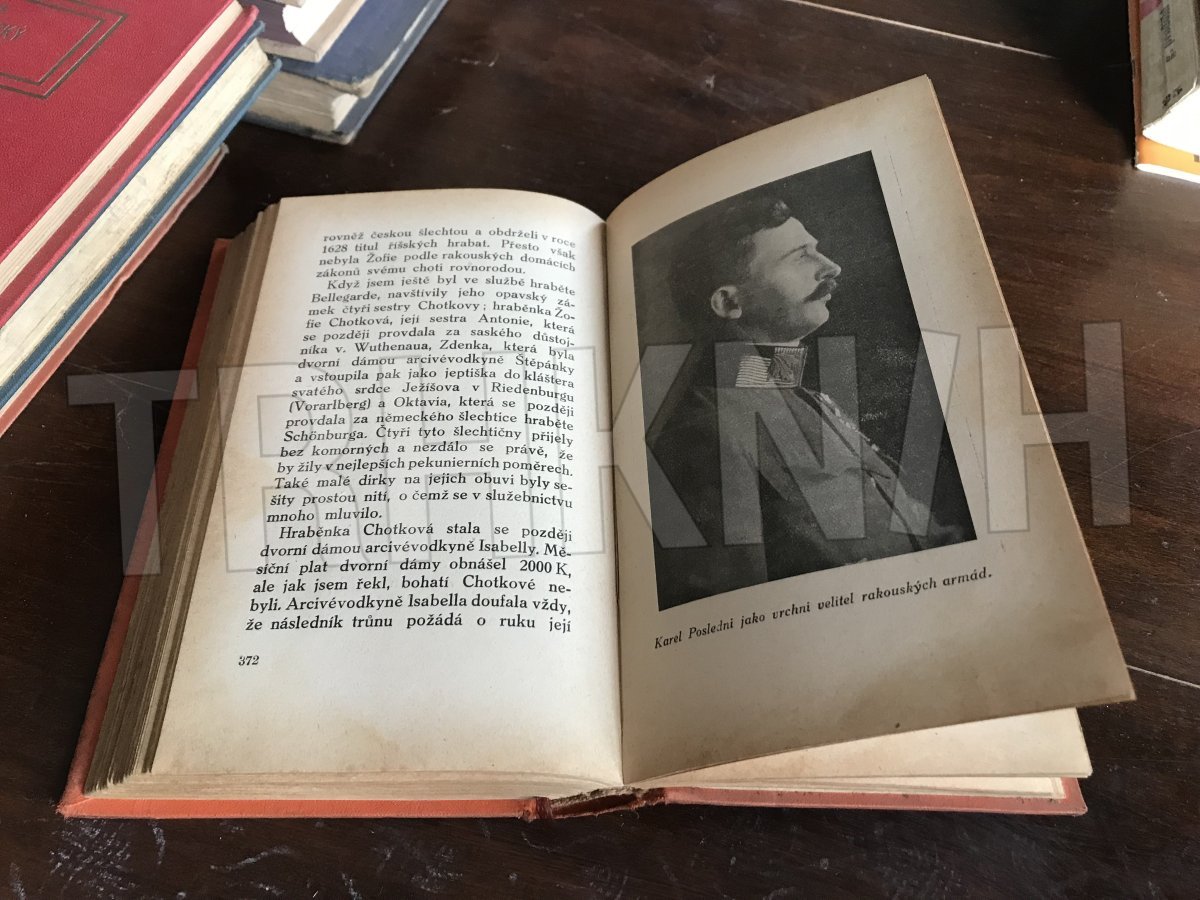 rovněž českou šlechtou a obdrželi v roce
1628 titul říšských hrabat. Přesto však
nebyla Žofie podle rakouských domácích
zákonů svému choti rovnorodou.
Když jsem ještě byl ve službě hraběte
Bellegarde, navštívily jeho opavský zá-
mek čtyři sestry Chotkovy; hraběnka Žo-
fie Chotková, její sestra Antonie, která
se později provdala za saského důstoj-
níka v. Wuthenaua, Zdenka, která byla
dvorní dámou arcivévodkyně Štěpánky
a vstoupila pak jako jeptiška do kláštera
svatého srdce Ježíšova v Riedenburgu
(Vorarlberg) a Oktavia, která se později
provdala za německého šlechtice hraběte
Schönburga. Čtyři tyto šlechtičny přijely
bez komorných a nezdálo se právě, že
by žily v nejlepších pekunierních poměrech.
Také malé dirky na jejich obuvi byly se-
šity prostou nití, o čemž se v služebnictvu
mnoho mluvilo.
Hraběnka Chotková stala se později
dvorní dámou arcivévodkyně Isabelly. Mě-
síční plat dvorní dámy obnášel 2000 K,
ale jak jsem řekl, bohatí Chotkové ne-
byli. Arcivévodkyně Isabella doufala vždy,
že následník trůnu požádá o ruku její
372
Karel Poslední jako vrchní velitel rakouských armád.
TRHKNIH